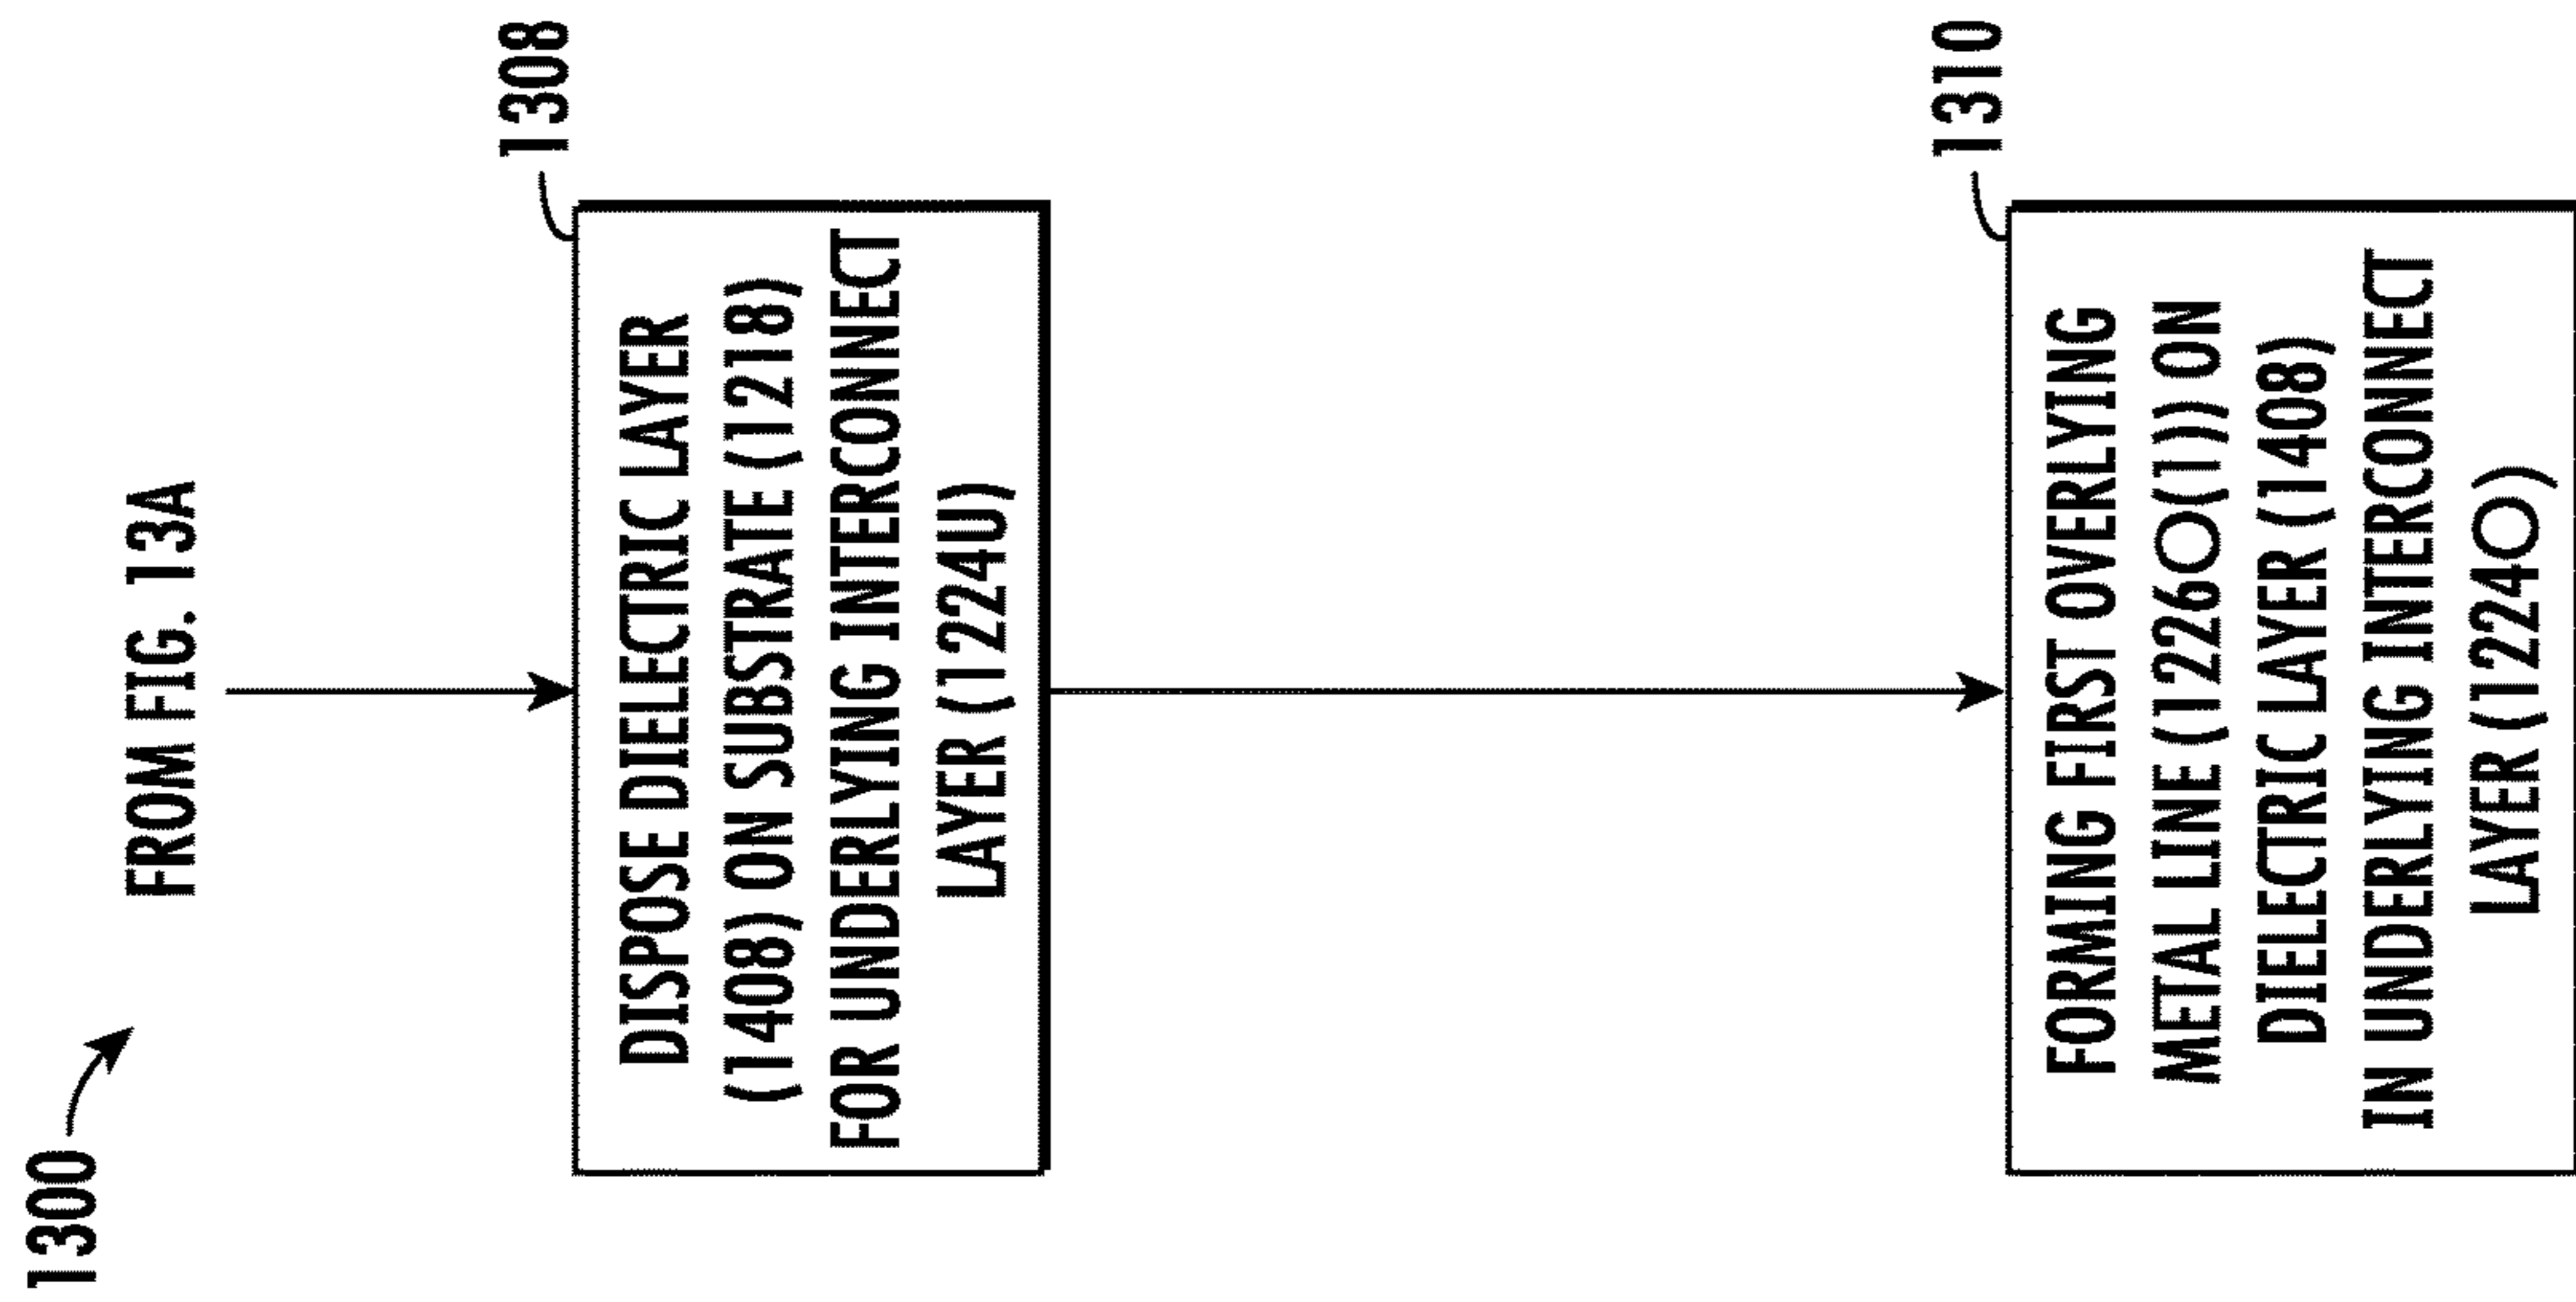 1300
FROM FIG. 13A
1308
DISPOSE DIELECTRIC LAYER
(1408) ON SUBSTRATE (1218)
FOR UNDERLYING INTERCONNECT
LAYER (1224U)
1310
FORMING FIRST OVERLYING
METAL LINE (1226O(1)) ON
DIELECTRIC LAYER (1408)
IN UNDERLYING INTERCONNECT
LAYER (1224O)